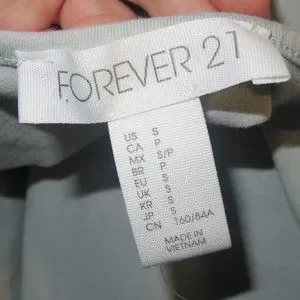 FOREVER 21
US S
CA P
MX S/P
BR P
EU S
UK S
KR S
JP S
CN 160/84A
MADE IN
VIETNAM